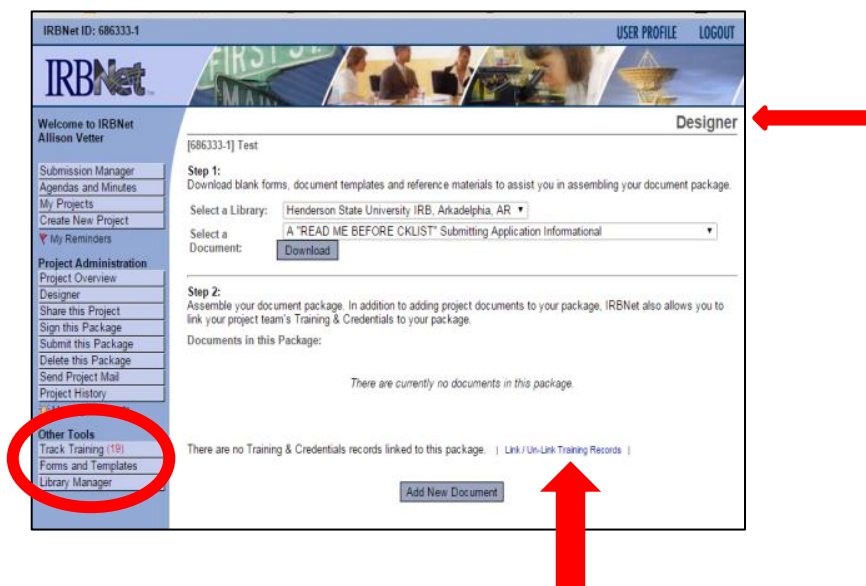 IRBNet ID: 686333-1
USER PROFILE LOGOUT
FIRST ST
MAIN
IRBNet
Welcome to IRBNet
Allison Vetter
Designer
[686333-1] Test
Submission Manager
Agendas and Minutes
My Projects
Create New Project
My Reminders
Project Administration
Project Overview
Designer
Share this Project
Sign this Package
Submit this Package
Delete this Package
Send Project Mail
Project History
Other Tools
Track Training (19)
Forms and Templates
Library Manager
Step 1:
Download blank forms, document templates and reference materials to assist you in assembling your document package.
Select a Library: Henderson State University IRB, Arkadelphia, AR
Select a
Document:
A "READ ME BEFORE CKLIST" Submitting Application Informational
Download
Step 2:
Assemble your document package. In addition to adding project documents to your package, IRBNet also allows you to
link your project team's Training & Credentials to your package.
Documents in this Package:
There are currently no documents in this package.
There are no Training & Credentials records linked to this package. | Link / Un-Link Training Records |
Add New Document